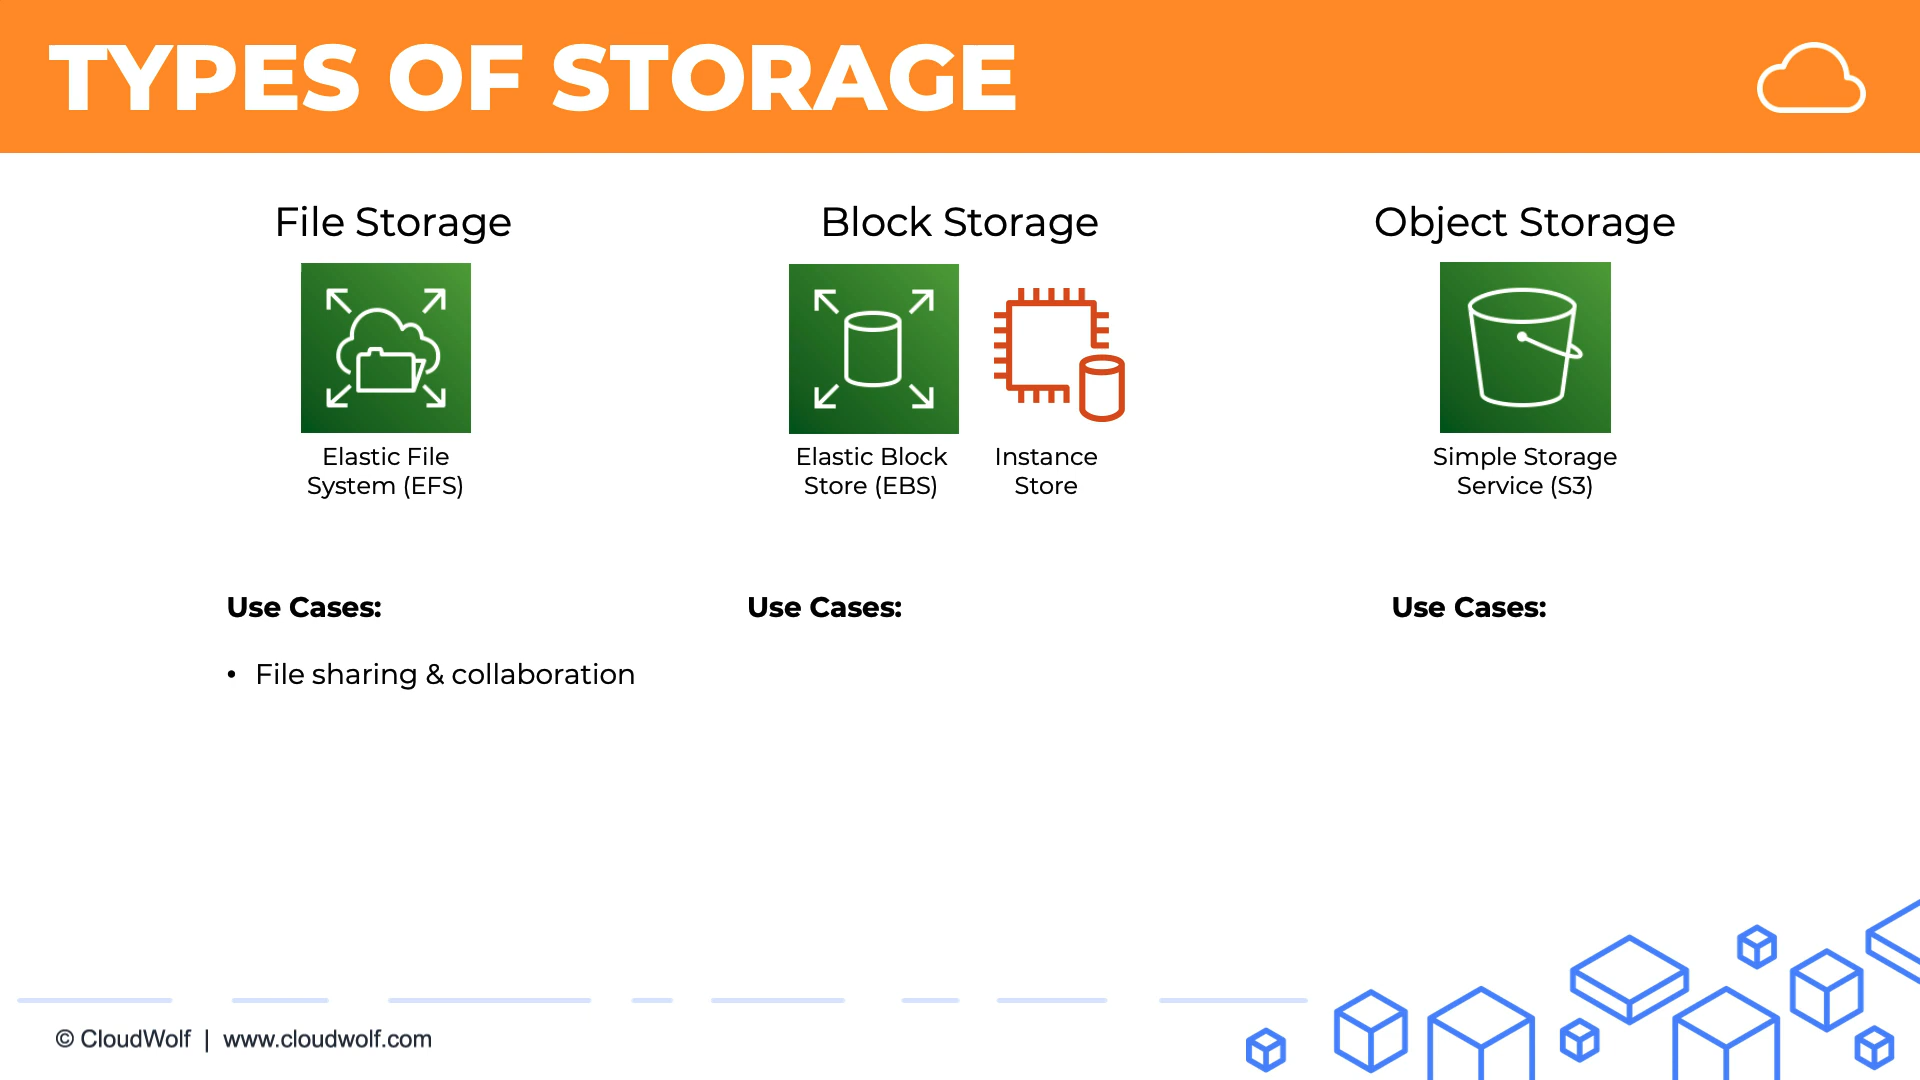 TYPES OF STORAGE
File Storage
Elastic File
System (EFS)
Use Cases:
• File sharing & collaboration
Block Storage
Elastic Block
Store (EBS)
Instance
Store
Use Cases:
Object Storage
Simple Storage
Service (S3)
Use Cases:
© CloudWolf | www.cloudwolf.com